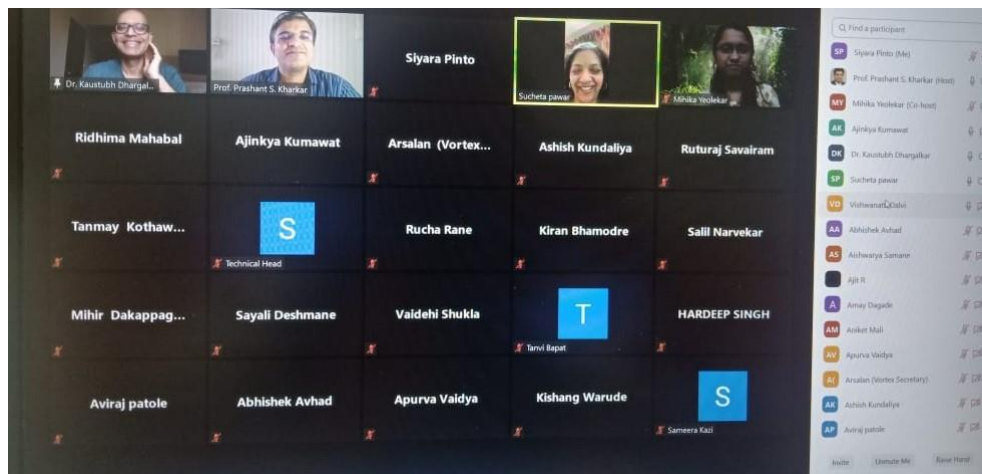 Dr. Kaustubh Dhargal...
Prof. Prashant S. Kharkar
Siyara Pinto
Sucheta pawar
Mihika Yeolekar
Ridhima Mahabal
Ajinkya Kumawat
Arsalan (Vortex...
Ashish Kundaliya
Ruturaj Savairam
Tanmay Kothaw...
S
Technical Head
Rucha Rane
Kiran Bhamodre
Salil Narvekar
Mihir Dakappag...
Sayali Deshmane
Vaidehi Shukla
T
Tanvi Bapat
HARDEEP SINGH
Aviraj patole
Abhishek Avhad
Apurva Vaidya
Kishang Warude
S
Sameera Kazi
Find a participant
SP Siyara Pinto (Me)
Prof. Prashant S. Kharkar (Host)
MY Mihika Yeolekar (Co-host)
AK Ajinkya Kumawat
DK Dr. Kaustubh Dhargalkar
SP Sucheta pawar
VD Vishwanath Dalvi
AA Abhishek Avhad
AS Aishwarya Samane
Ajit R
A Amay Dagade
AM Aniket Mali
AV Apurva Vaidya
A( Arsalan (Vortex Secretary)
AK Ashish Kundaliya
AP Aviraj patole
Invite Unmute Me Raise Hand